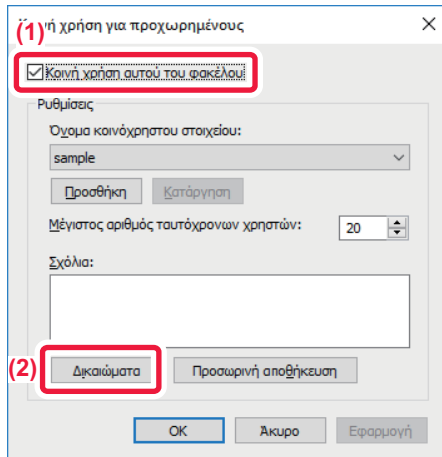 (1)
Κοινή χρήση για προχωρημένους
Κοινή χρήση αυτού του φακέλου
Ρυθμίσεις
Όνομα κοινόχρηστου στοιχείου:
sample
Προσθήκη Κατάργηση
Μέγιστος αριθμός ταυτόχρονων χρηστών: 20
Σχόλια:
(2) Δικαιώματα Προσωρινή αποθήκευση
OK Άκυρο Εφαρμογή